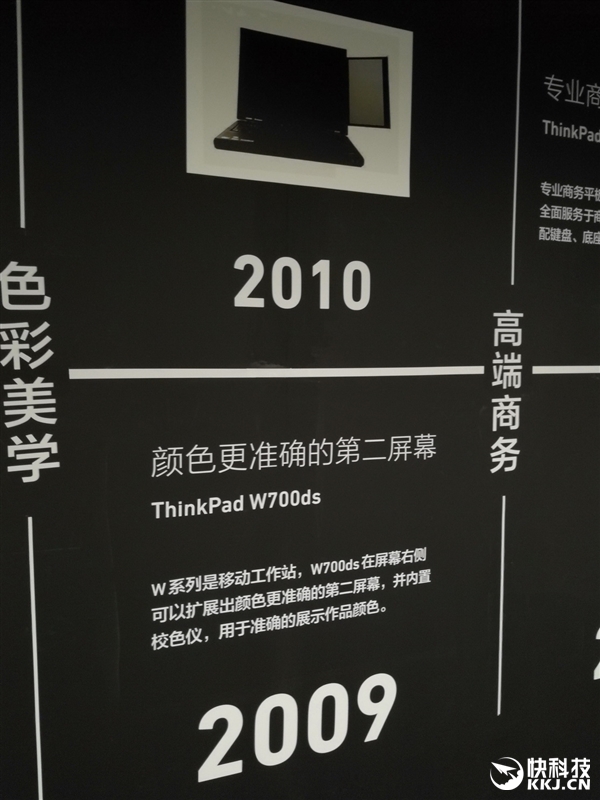 专业商
ThinkPad
专业商务平板
全面服务于商
配键盘、底座
2010
色彩美学
高端商务
颜色更准确的第二屏幕
ThinkPad W700ds
W系列是移动工作站，W700ds在屏幕右侧
可以扩展出颜色更准确的第二屏幕，并内置
校色仪，用于准确的展示作品颜色。
2009
快科技
KKJ.CN